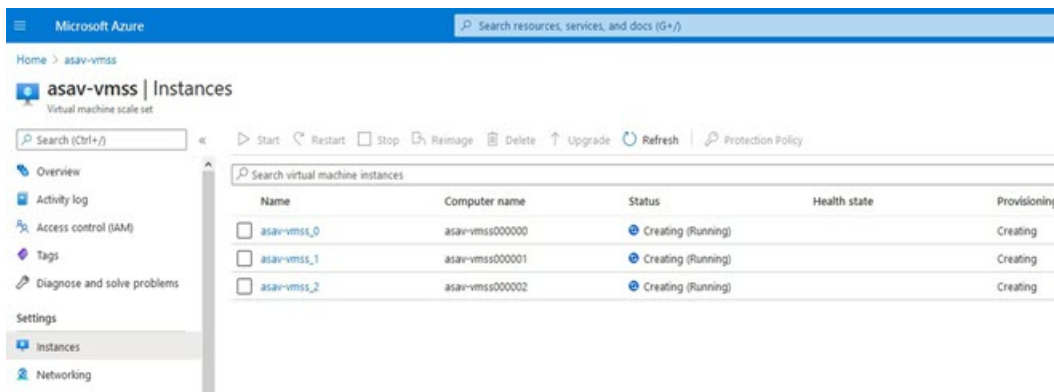 Microsoft Azure
Search resources, services, and docs (G+/)
Home > asav-vmss
asav-vmss | Instances
Virtual machine scale set
Search (Ctrl+/)
«
Start Restart Stop Reimage Delete Upgrade Refresh Protection Policy
Overview
Activity log
Access control (IAM)
Tags
Diagnose and solve problems
Settings
Instances
Networking
Search virtual machine instances
Name Computer name Status Health state Provisioning
asav-vmss_0 asav-vmss000000 Creating (Running) Creating
asav-vmss_1 asav-vmss000001 Creating (Running) Creating
asav-vmss_2 asav-vmss000002 Creating (Running) Creating